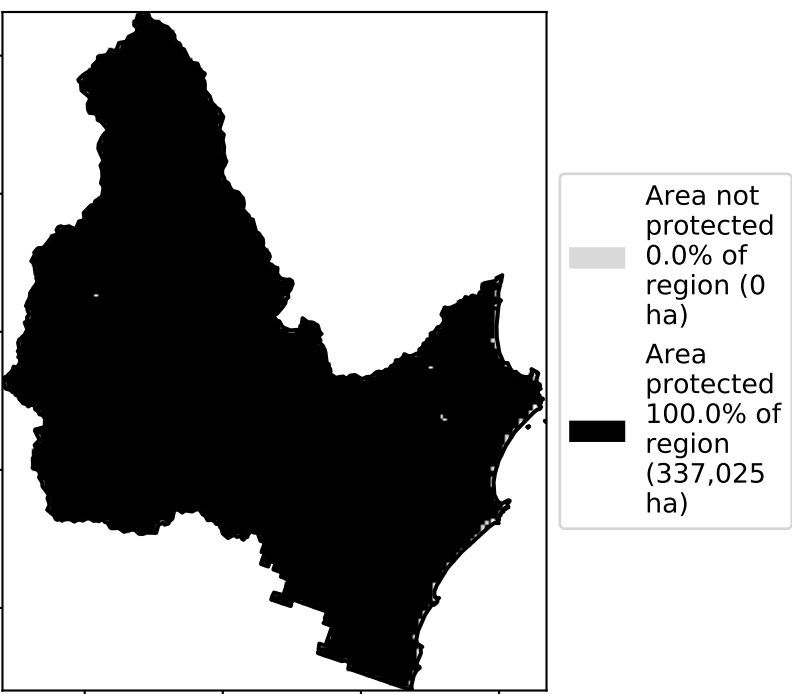 Area not
protected
0.0% of
region (0
ha)
Area
protected
100.0% of
region
(337,025
ha)